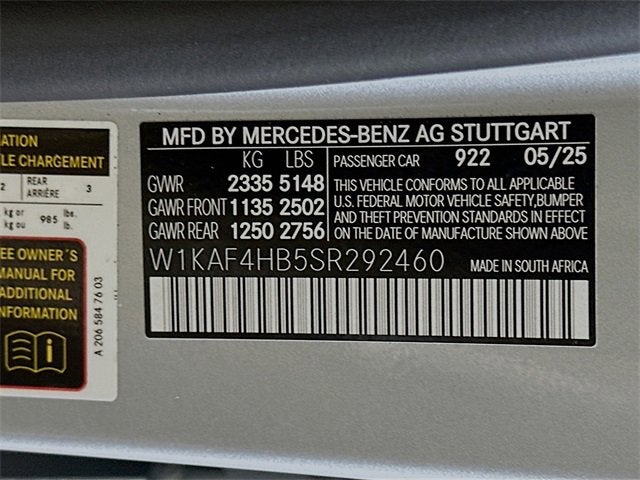 MATION
LE CHARGEMENT
2 REAR ARRIÈRE 3
kg or kg ou 985 lbs. lb.
EE OWNER'S
MANUAL FOR
ADDITIONAL
INFORMATION
A 206 584 76 03
MFD BY MERCEDES-BENZ AG STUTTGART
KG LBS
GVWR 2335 5148
GAWR FRONT 1135 2502
GAWR REAR 1250 2756
PASSENGER CAR 922 05/25
THIS VEHICLE CONFORMS TO ALL APPLICABLE
U.S. FEDERAL MOTOR VEHICLE SAFETY,BUMPER
AND THEFT PREVENTION STANDARDS IN EFFECT
ON THE DATE OF MANUFACTURE SHOWN ABOVE
W1KAF4HB5SR292460 MADE IN SOUTH AFRICA